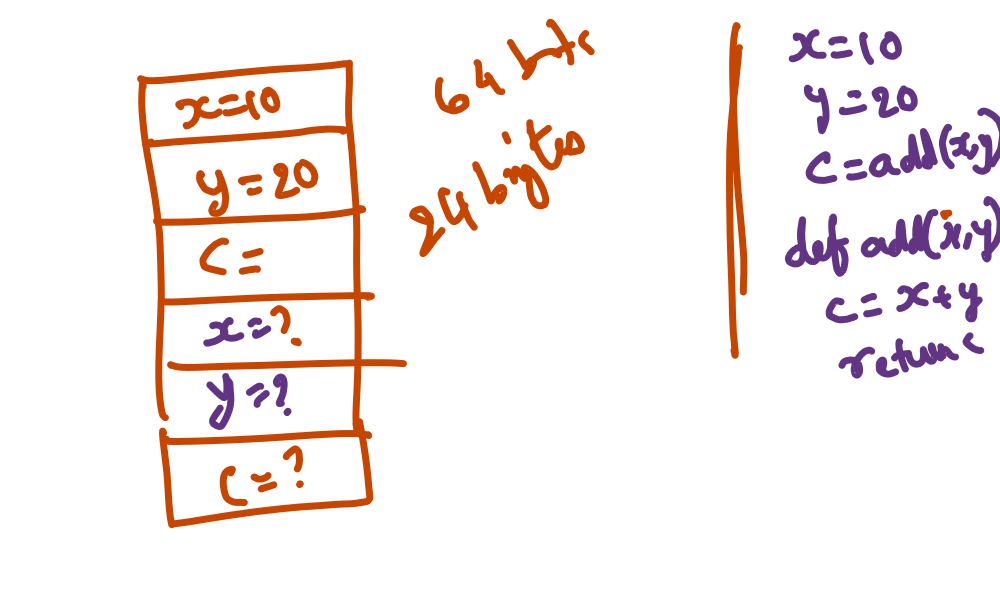 x=10
y=20
C=
x=?
y=?
C=?
64 bits
24 bytes
x=10
y=20
C=add(x,y)
def add(x,y)
c=x+y
return c